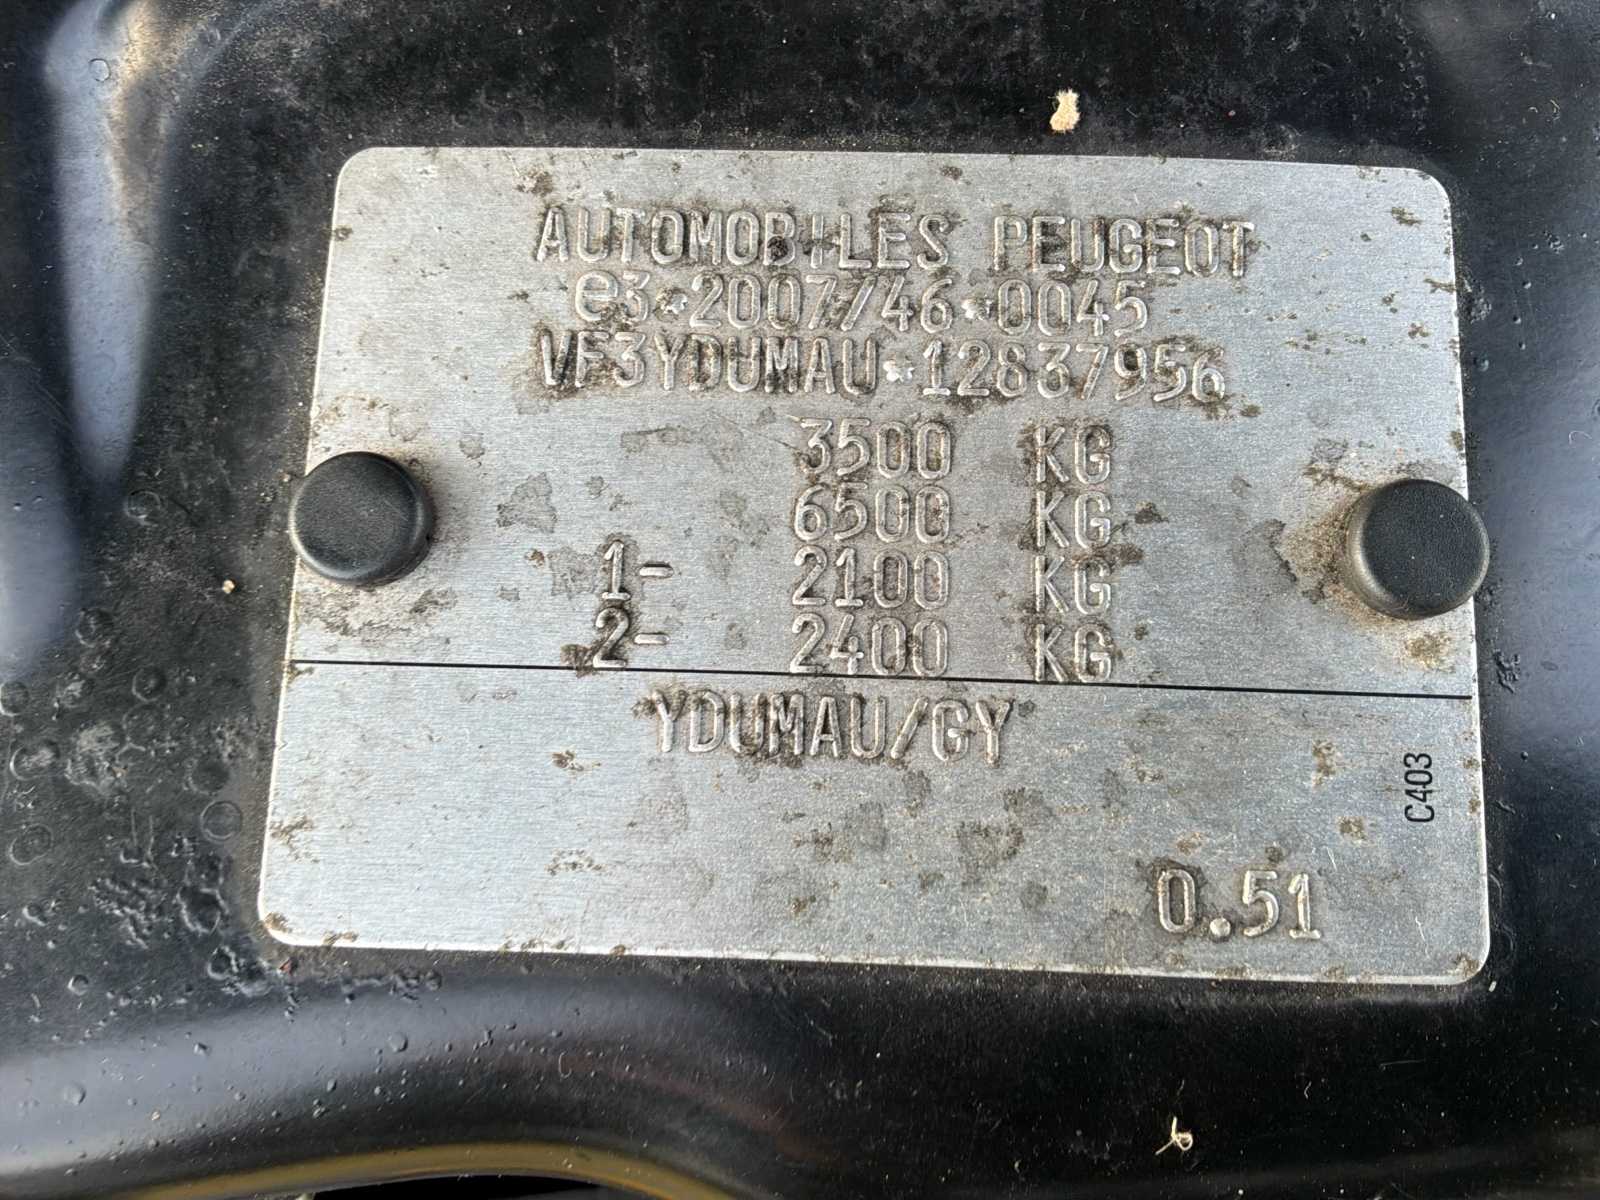 AUTOMOBILES PEUGEOT
e3*2007/46*0045
VF3YDUMAU*12837956
3500 KG
6500 KG
1- 2100 KG
2- 2400 KG
YDUMAU/GY
C403
0.51